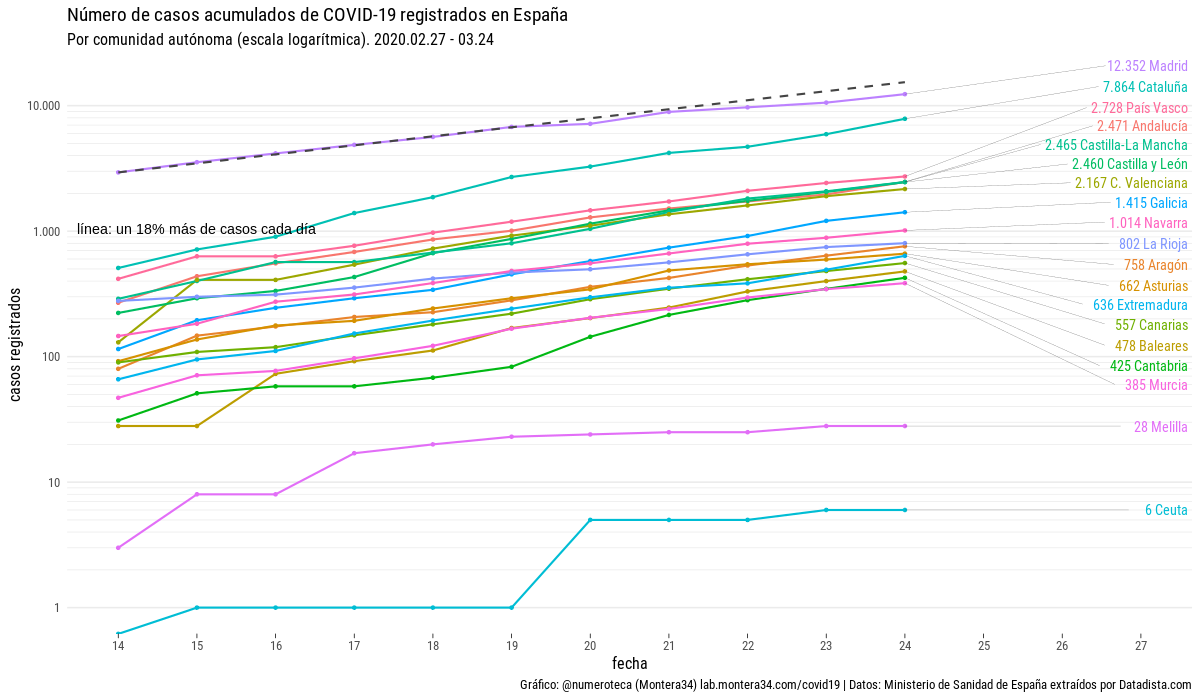 Número de casos acumulados de COVID-19 registrados en España
Por comunidad autónoma (escala logarítmica). 2020.02.27 - 03.24
12.352 Madrid
7.864 Cataluña
2.728 País Vasco
2.471 Andalucía
2.465 Castilla-La Mancha
2.460 Castilla y León
2.167 C. Valenciana
1.415 Galicia
1.014 Navarra
802 La Rioja
758 Aragón
662 Asturias
636 Extremadura
557 Canarias
478 Baleares
425 Cantabria
385 Murcia
28 Melilla
6 Ceuta
línea: un 18% más de casos cada día
casos registrados
10.000
1.000
100
10
1
14 15 16 17 18 19 20 21 22 23 24 25 26 27
fecha
Gráfico: @numeroteca (Montera34) lab.montera34.com/covid19 | Datos: Ministerio de Sanidad de España extraídos por Datadista.com